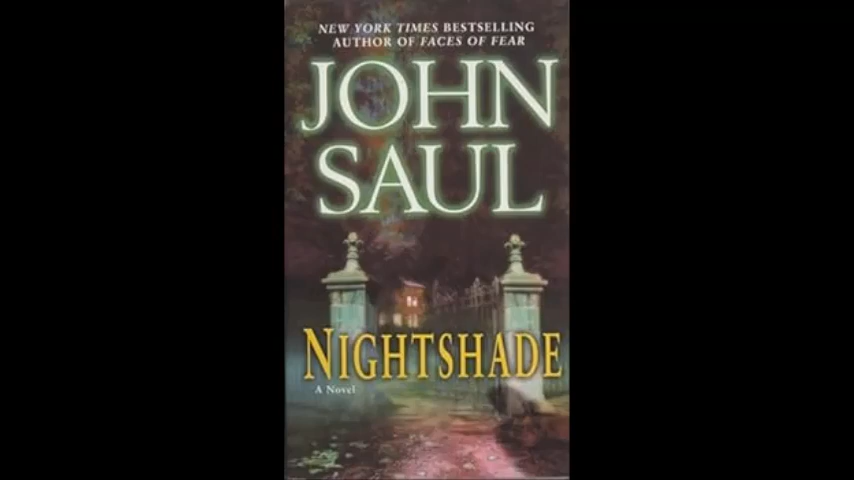 NEW YORK TIMES BESTSELLING
AUTHOR OF FACES OF FEAR
JOHN
SAUL
NIGHTSHADE
A Novel